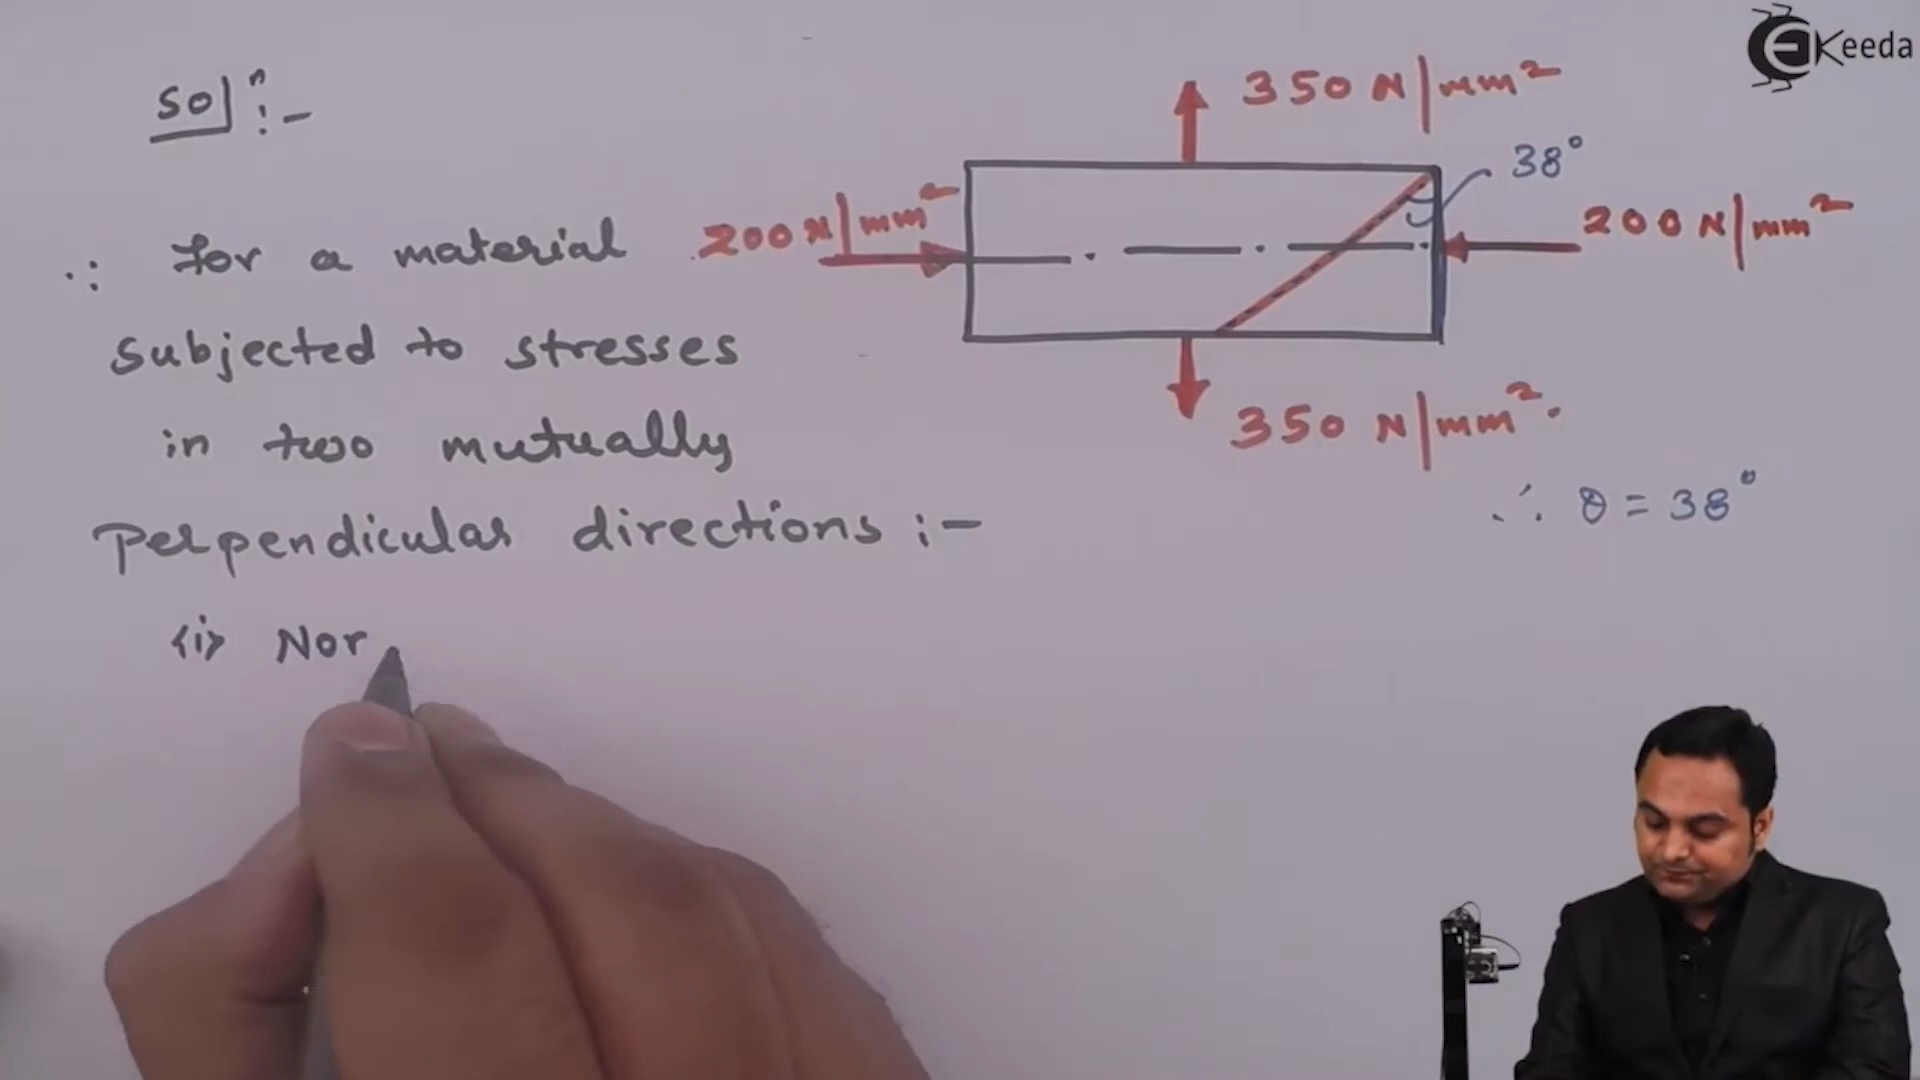 Solⁿ:-
∴ for a material
subjected to stresses
in two mutually
Perpendicular directions :-
(i) Nor
350 N/mm²
38°
200 N/mm²
200 N/mm²
350 N/mm².
∴ θ = 38°
eKeeda